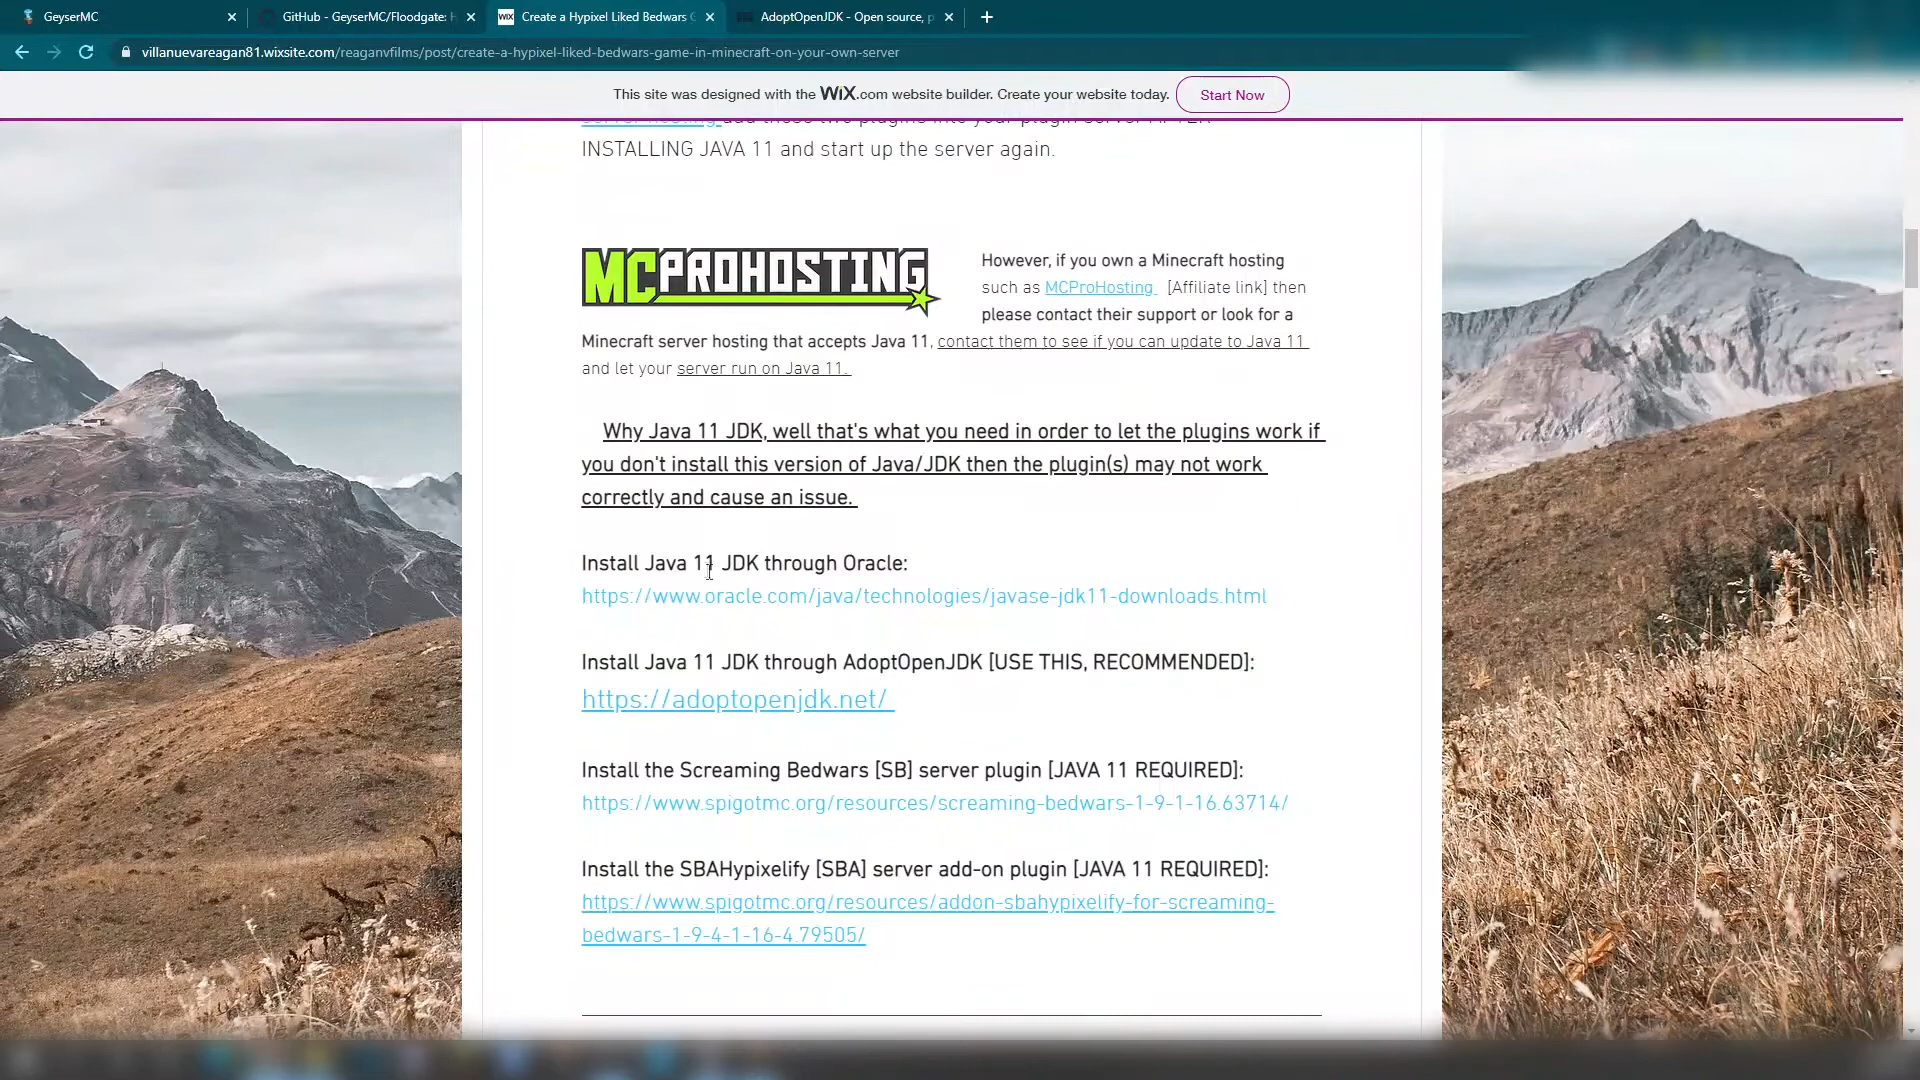 GeyserMC
GitHub - GeyserMC/Floodgate: H
Create a Hypixel Liked Bedwars G
AdoptOpenJDK - Open source, p
villanuevareagan81.wixsite.com/reaganvfilms/post/create-a-hypixel-liked-bedwars-game-in-minecraft-on-your-own-server
This site was designed with the WiX.com website builder. Create your website today. Start Now
server hosting add these two plugins into your plugin server AFTER
INSTALLING JAVA 11 and start up the server again.
MCPROHOSTING
However, if you own a Minecraft hosting
such as MCProHosting [Affiliate link] then
please contact their support or look for a
Minecraft server hosting that accepts Java 11, contact them to see if you can update to Java 11
and let your server run on Java 11.
Why Java 11 JDK, well that's what you need in order to let the plugins work if
you don't install this version of Java/JDK then the plugin(s) may not work
correctly and cause an issue.
Install Java 11 JDK through Oracle:
https://www.oracle.com/java/technologies/javase-jdk11-downloads.html
Install Java 11 JDK through AdoptOpenJDK [USE THIS, RECOMMENDED]:
https://adoptopenjdk.net/
Install the Screaming Bedwars [SB] server plugin [JAVA 11 REQUIRED]:
https://www.spigotmc.org/resources/screaming-bedwars-1-9-1-16.63714/
Install the SBAHypixelify [SBA] server add-on plugin [JAVA 11 REQUIRED]:
https://www.spigotmc.org/resources/addon-sbahypixelify-for-screaming-
bedwars-1-9-4-1-16-4.79505/